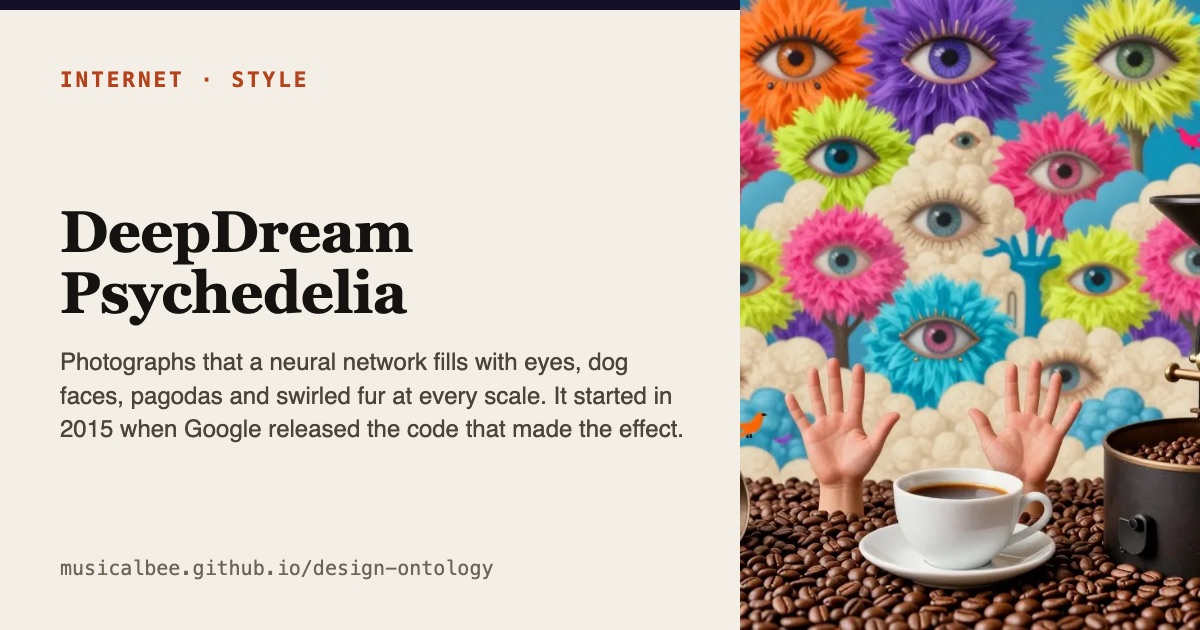 INTERNET · STYLE
DeepDream
Psychedelia
Photographs that a neural network fills with eyes, dog
faces, pagodas and swirled fur at every scale. It started in
2015 when Google released the code that made the effect.
musicalbee.github.io/design-ontology